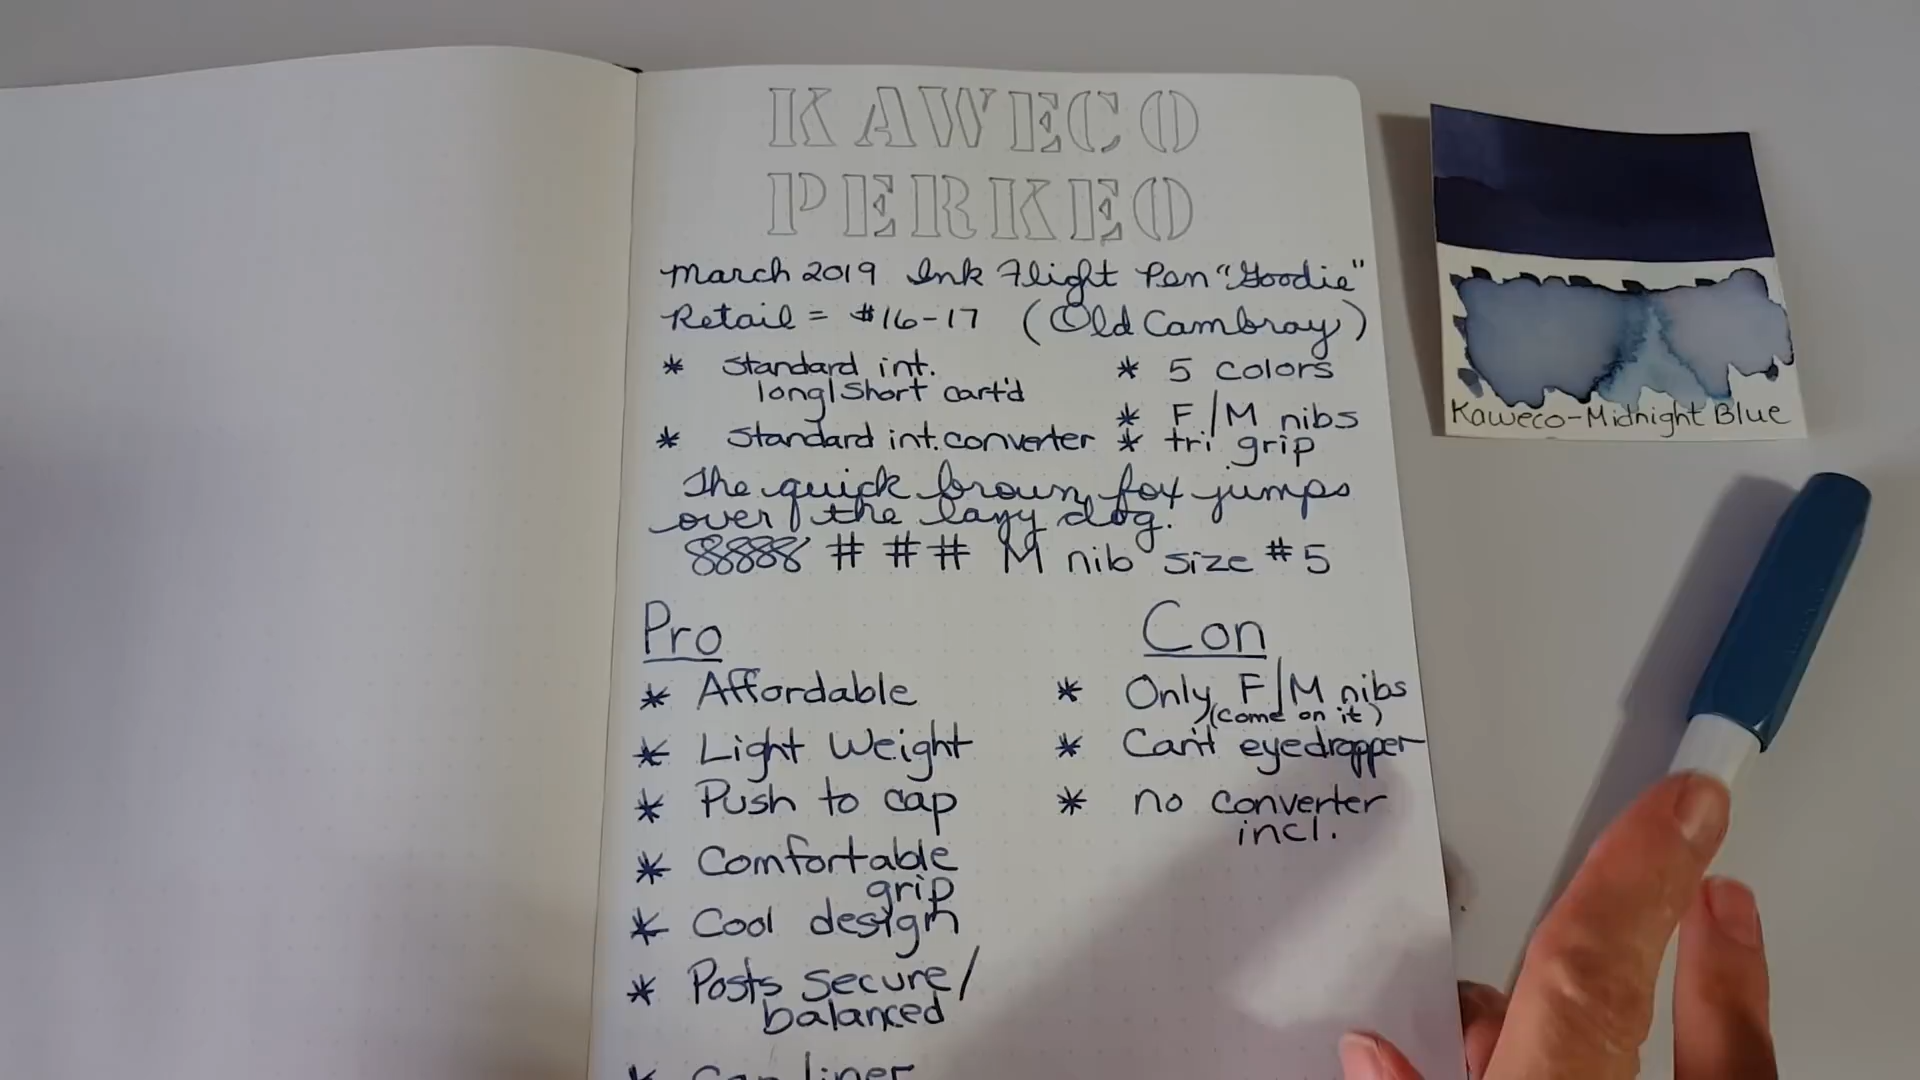 KAWECO
PERKEO
March 2019 Ink Flight Pen "Goodie"
Retail = $16-17 (Old Cambray)
* Standard int.
long/short cart'd
* Standard int. converter
* 5 colors
* F/M nibs
* tri grip
The quick brown fox jumps
over the lazy dog.
88888 # # # M nib size #5
Pro
* Affordable
* Light Weight
* Push to cap
* Comfortable
grip
* Cool design
* Posts secure/
balanced
* Cap liner
Con
* Only F/M nibs
(come on it)
* Can't eyedropper
* no converter
incl.
Kaweco-Midnight Blue